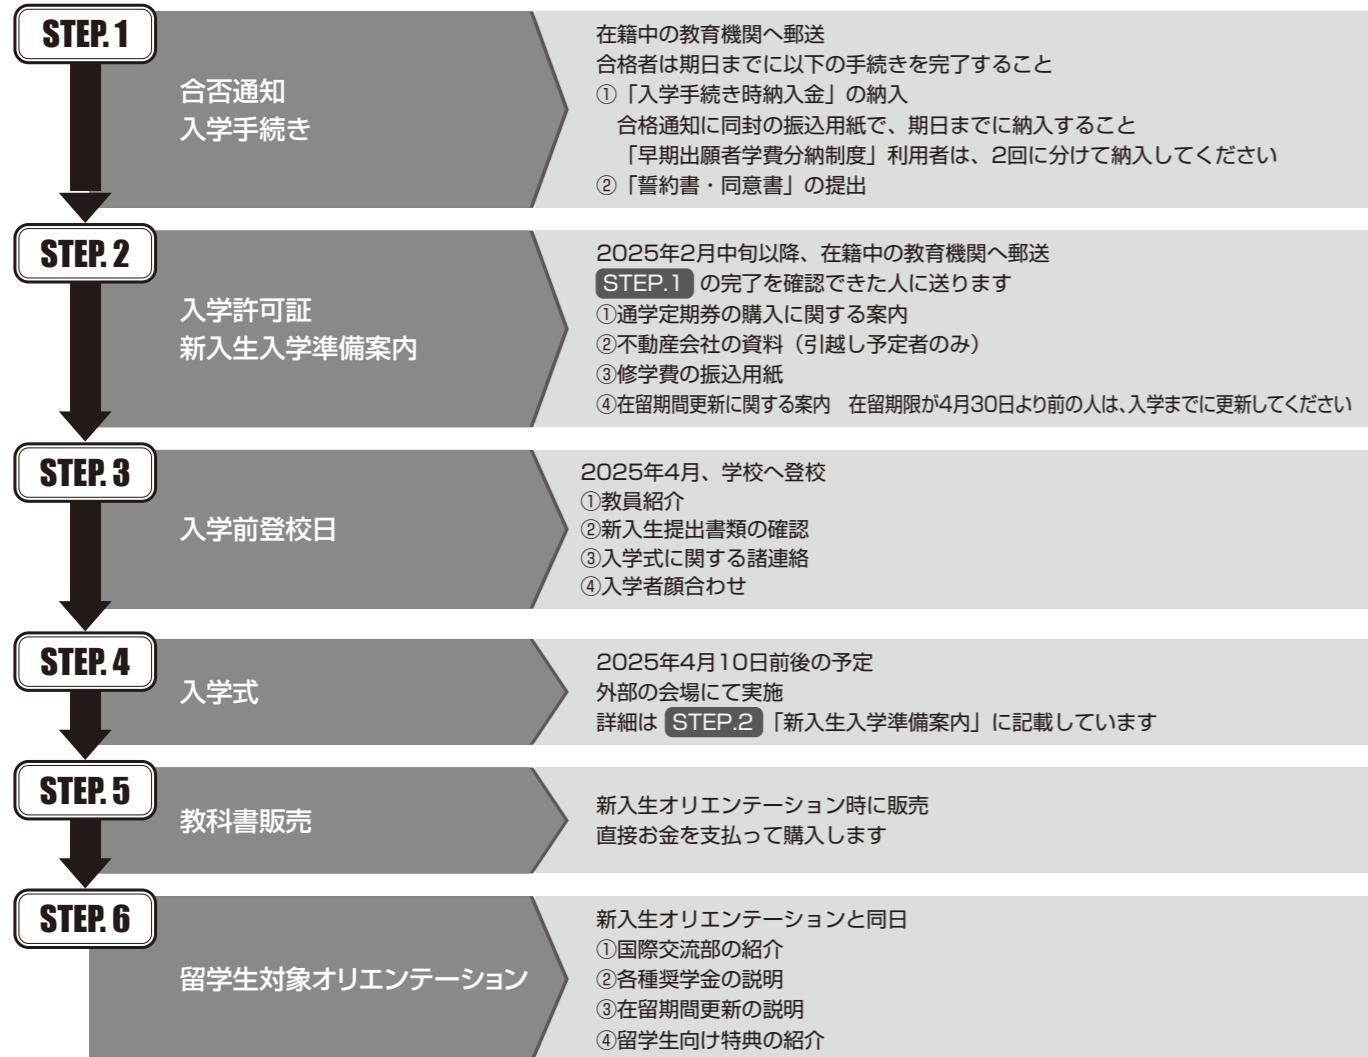 STEP. 1
合否通知
入学手続き
在籍中の教育機関へ郵送
合格者は期日までに以下の手続きを完了すること
①「入学手続き時納入金」の納入
合格通知に同封の振込用紙で、期日までに納入すること
「早期出願者学費分納制度」利用者は、2回に分けて納入してください
②「誓約書・同意書」の提出
STEP. 2
入学許可証
新入生入学準備案内
2025年2月中旬以降、在籍中の教育機関へ郵送
STEP.1 の完了を確認できた人に送ります
①通学定期券の購入に関する案内
②不動産会社の資料（引越し予定者のみ）
③修学費の振込用紙
④在留期間更新に関する案内　在留期限が4月30日より前の人は、入学までに更新してください
STEP. 3
入学前登校日
2025年4月、学校へ登校
①教員紹介
②新入生提出書類の確認
③入学式に関する諸連絡
④入学者顔合わせ
STEP. 4
入学式
2025年4月10日前後の予定
外部の会場にて実施
詳細は STEP.2 「新入生入学準備案内」に記載しています
STEP. 5
教科書販売
新入生オリエンテーション時に販売
直接お金を支払って購入します
STEP. 6
留学生対象オリエンテーション
新入生オリエンテーションと同日
①国際交流部の紹介
②各種奨学金の説明
③在留期間更新の説明
④留学生向け特典の紹介